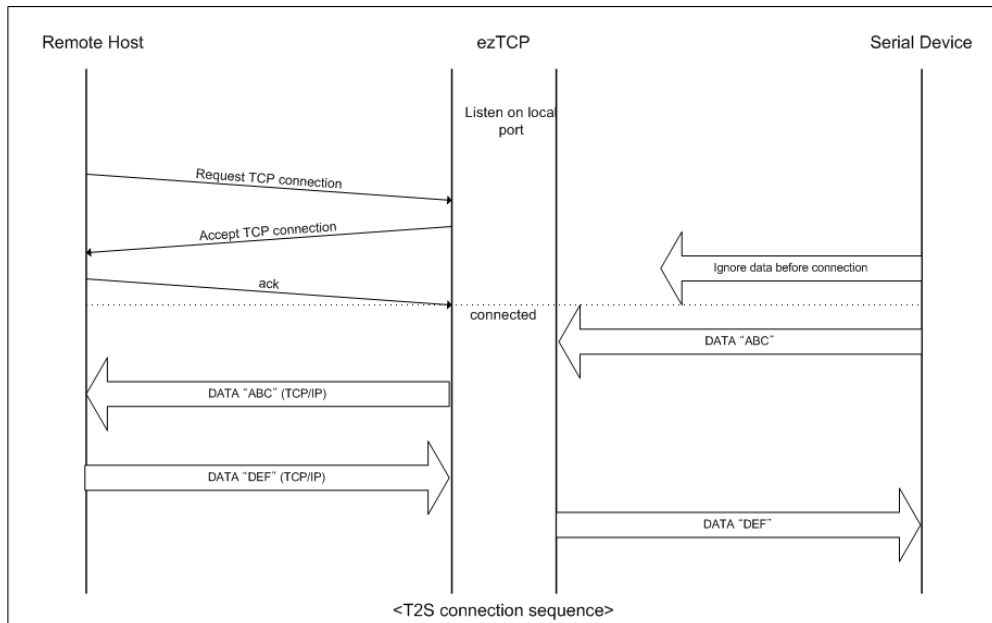 Remote Host
ezTCP
Serial Device
Listen on local
port
Request TCP connection
Accept TCP connection
Ignore data before connection
ack
connected
DATA “ABC”
DATA “ABC” (TCP/IP)
DATA “DEF” (TCP/IP)
DATA “DEF”
<T2S connection sequence>